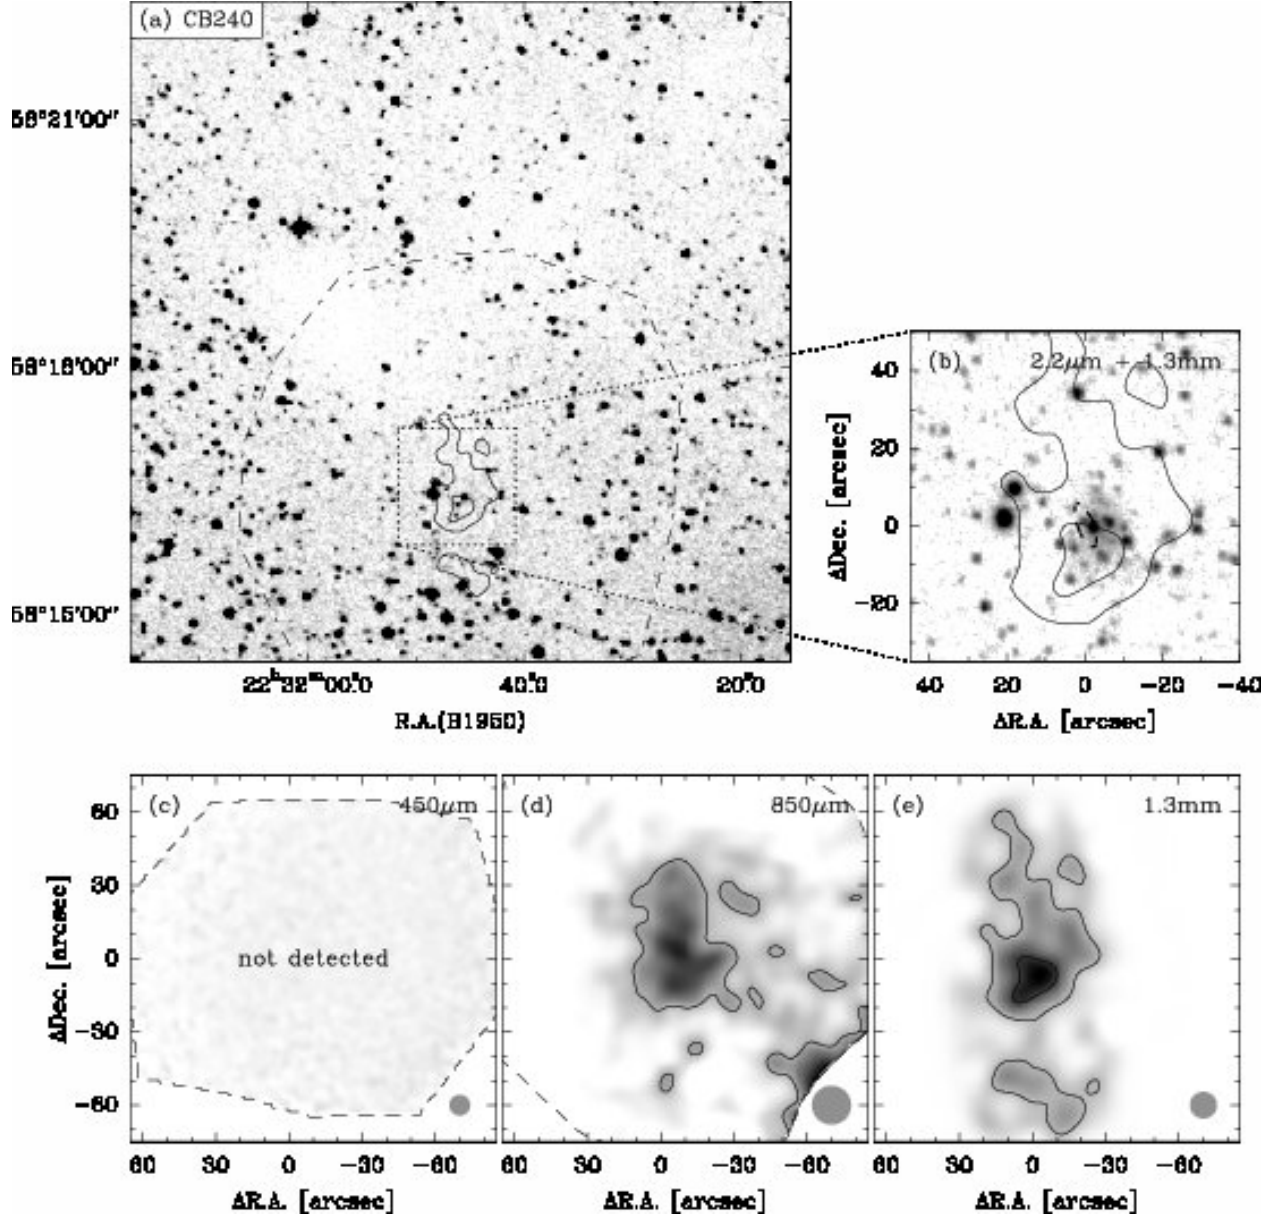 (a) CB240
58°21'00"
58°18'00"
58°15'00"
22ʰ32ᵐ00ˢ.0
40ˢ.0
20ˢ.0
R.A.(B1950)
(b) 2.2μm + 1.3mm
40
20
0
−20
ΔDec. [arcsec]
40 20 0 −20 −40
ΔR.A. [arcsec]
(c) 450μm
(d) 850μm
(e) 1.3mm
60
30
0
−30
−60
ΔDec. [arcsec]
not detected
60 30 0 −30 −60
60 30 0 −30 −60
60 30 0 −30 −60
ΔR.A. [arcsec]
ΔR.A. [arcsec]
ΔR.A. [arcsec]